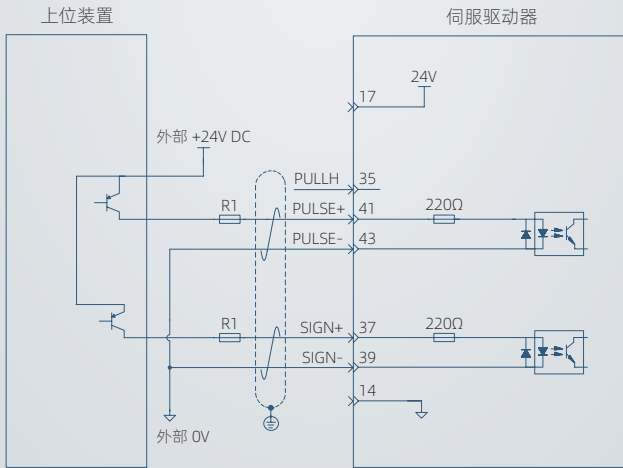 上位装置
伺服驱动器
24V
17
外部 +24V DC
PULLH 35
R1 PULSE+ 41 220Ω
PULSE- 43
R1 SIGN+ 37 220Ω
SIGN- 39
14
外部 0V